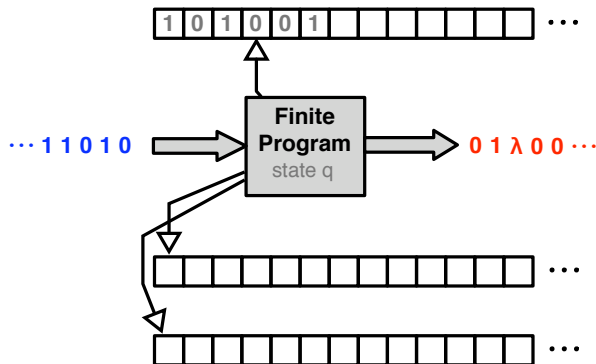 1 0 1 0 0 1 ...
Finite
Program
state q
... 1 1 0 1 0
0 1 λ 0 0 ...
...
...